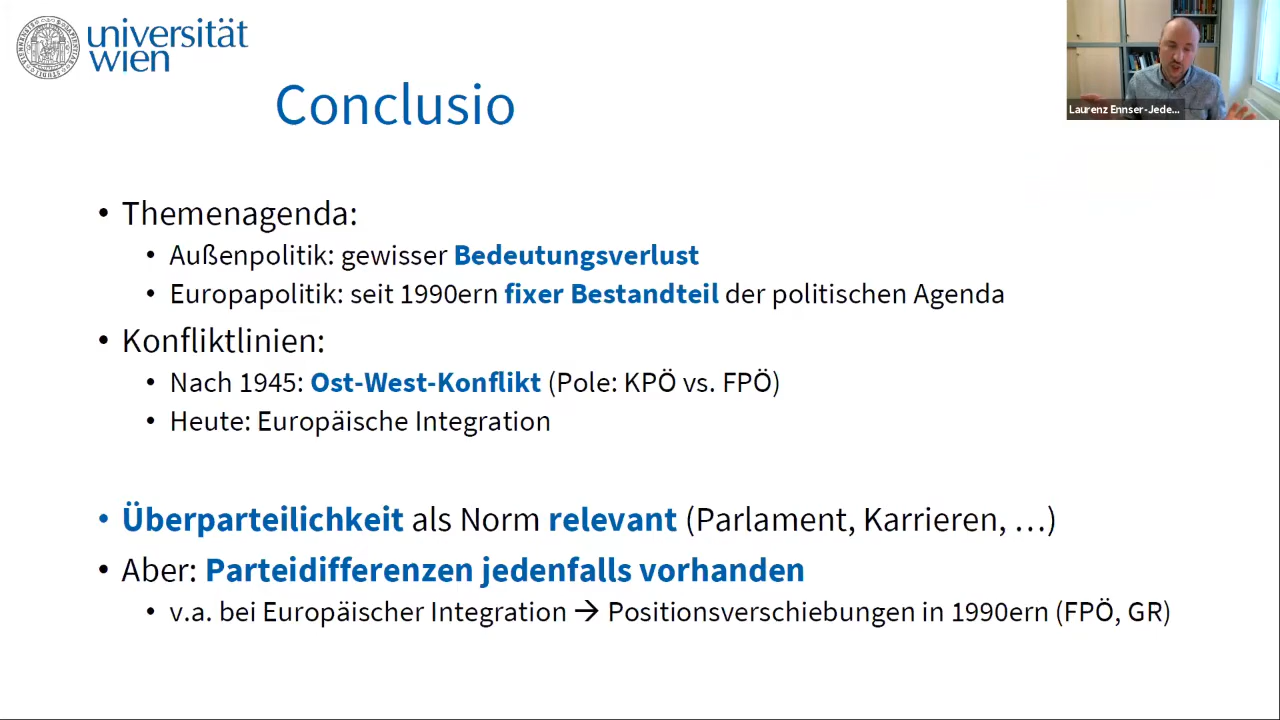 universität
wien
Conclusio
Laurenz Ennser-Jede...
• Themenagenda:
• Außenpolitik: gewisser Bedeutungsverlust
• Europapolitik: seit 1990ern fixer Bestandteil der politischen Agenda
• Konfliktlinien:
• Nach 1945: Ost-West-Konflikt (Pole: KPÖ vs. FPÖ)
• Heute: Europäische Integration
• Überparteilichkeit als Norm relevant (Parlament, Karrieren, …)
• Aber: Parteidifferenzen jedenfalls vorhanden
• v.a. bei Europäischer Integration → Positionsverschiebungen in 1990ern (FPÖ, GR)